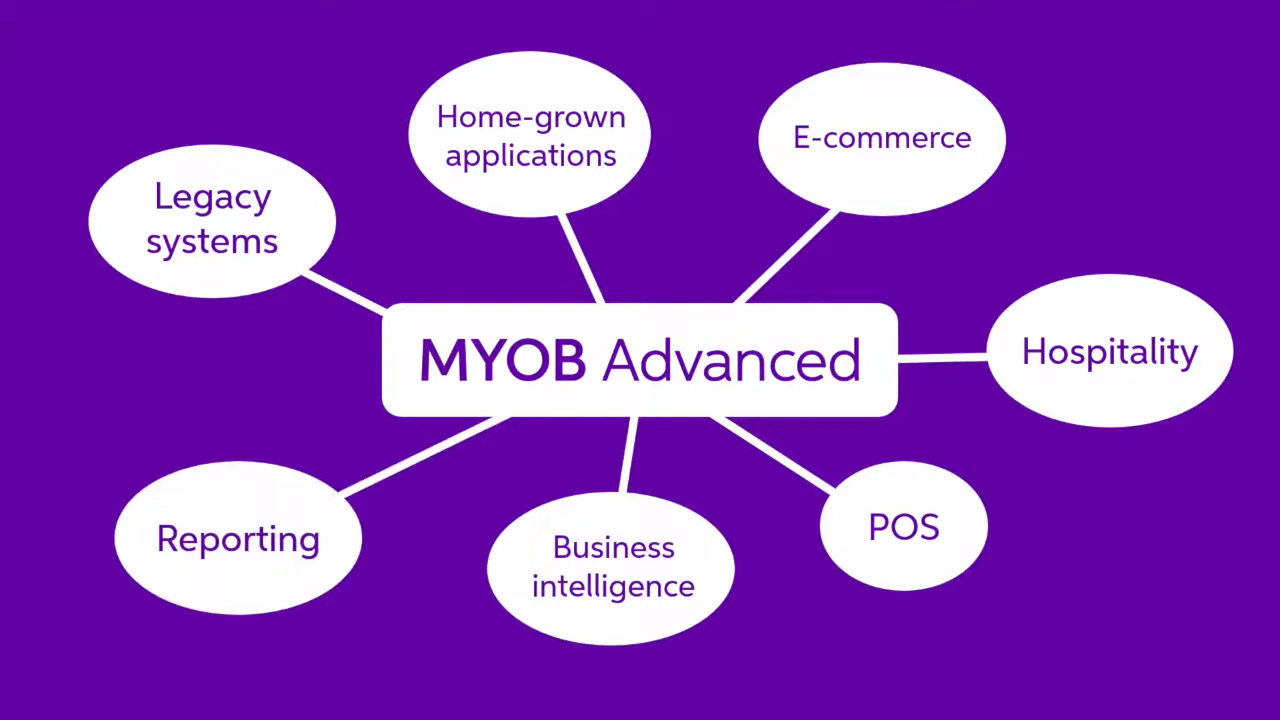 Home-grown
applications
E-commerce
Legacy
systems
MYOB Advanced
Hospitality
Reporting
Business
intelligence
POS